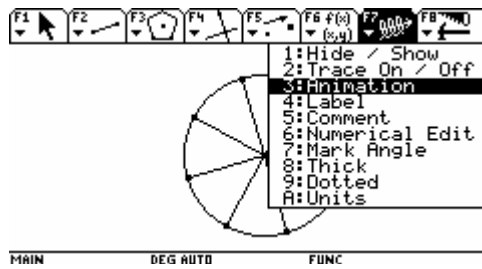 F1 F2 F3 F4 F5 F6 f(x) (x,y) F7 F8
1:Hide / Show
2:Trace On / Off
3:Animation
4:Label
5:Comment
6:Numerical Edit
7:Mark Angle
8:Thick
9:Dotted
A:Units
MAIN DEG AUTO FUNC